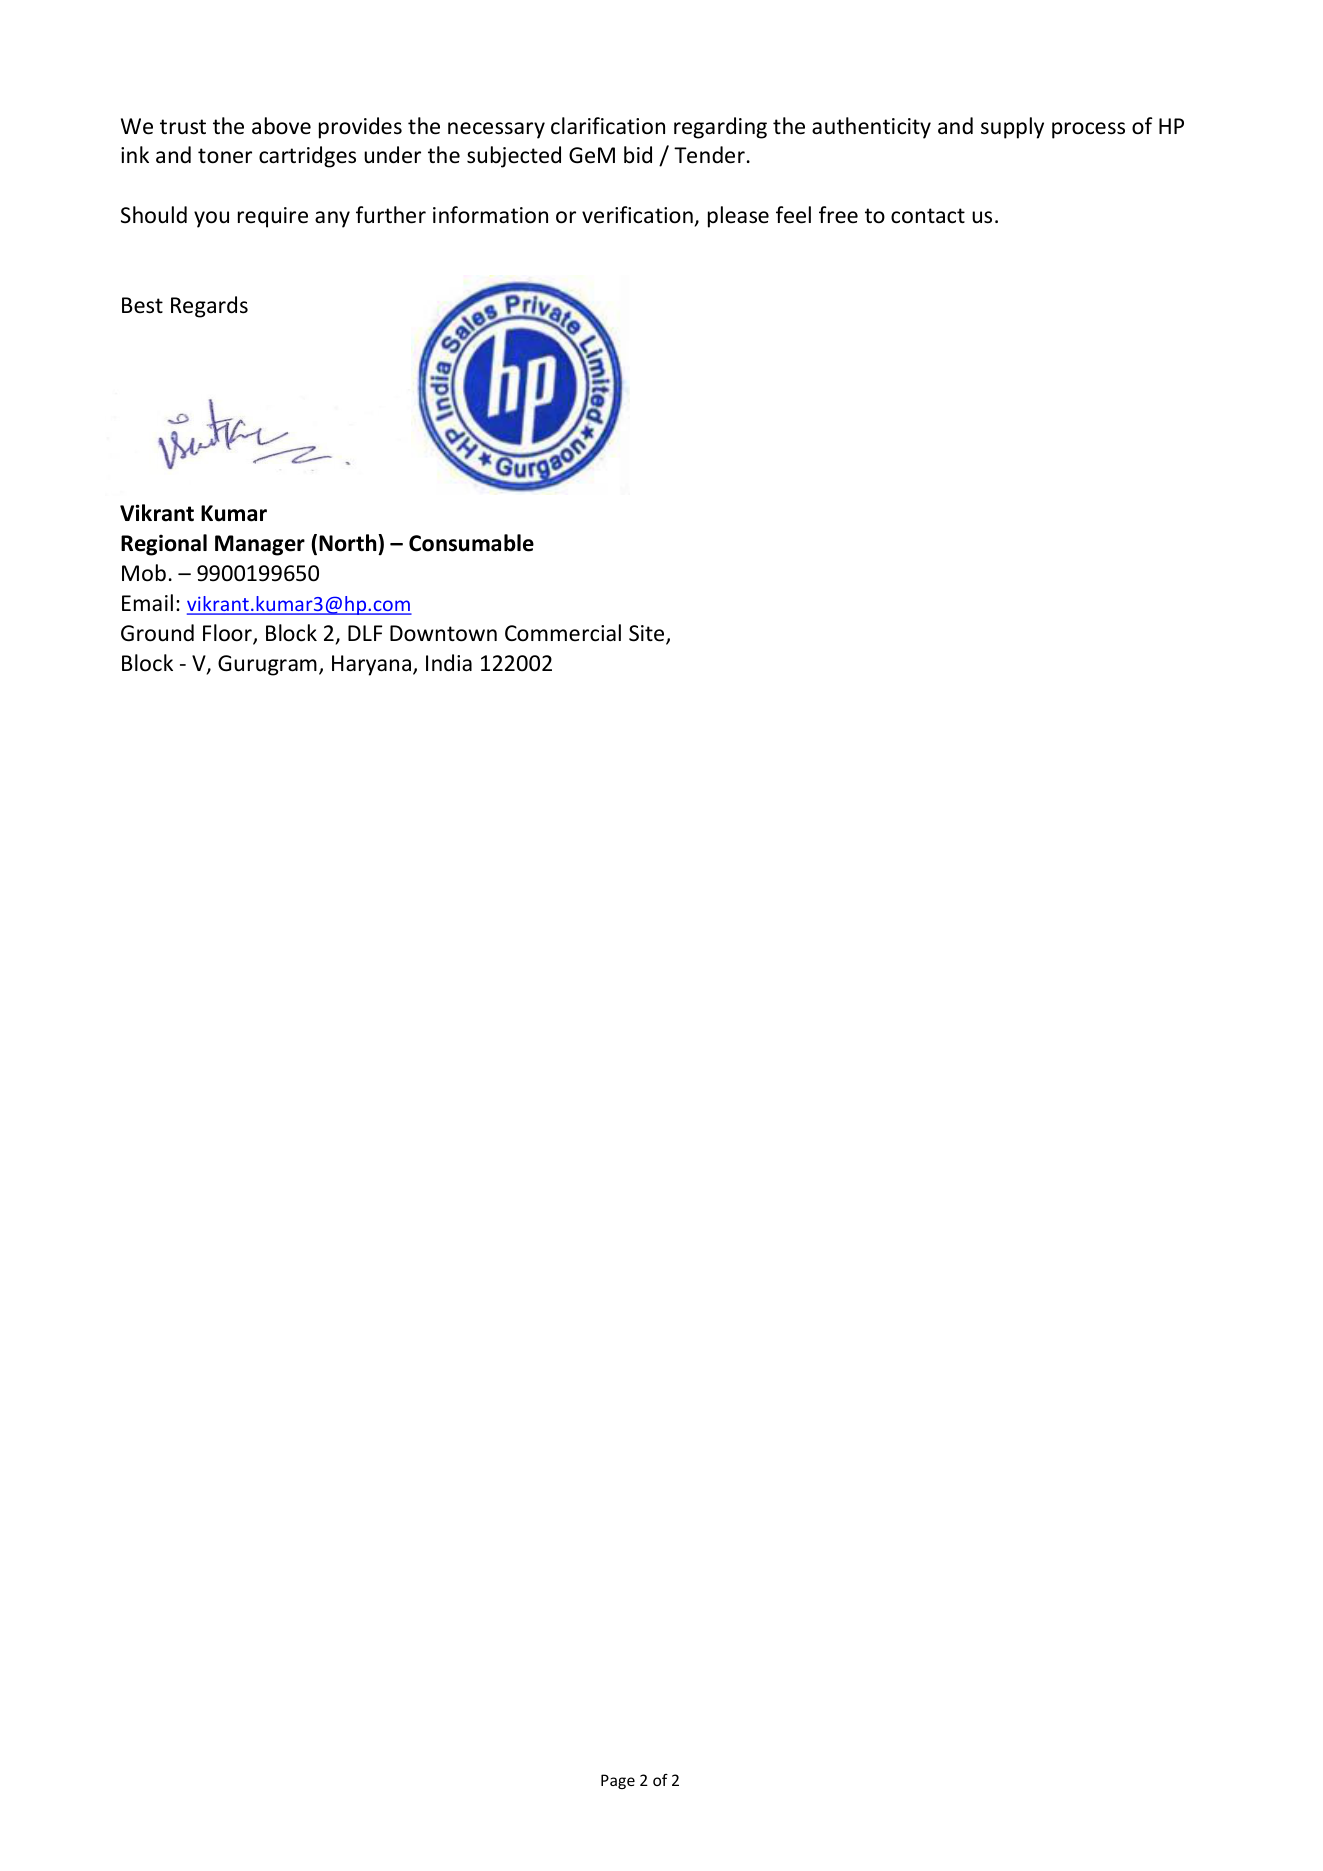 We trust the above provides the necessary clarification regarding the authenticity and supply process of HP
ink and toner cartridges under the subjected GeM bid / Tender.
Should you require any further information or verification, please feel free to contact us.
Best Regards
HP India Sales Private Limited
hp
★ Gurgaon ★
Vikrant Kumar
Regional Manager (North) – Consumable
Mob. – 9900199650
Email: vikrant.kumar3@hp.com
Ground Floor, Block 2, DLF Downtown Commercial Site,
Block - V, Gurugram, Haryana, India 122002
Page 2 of 2